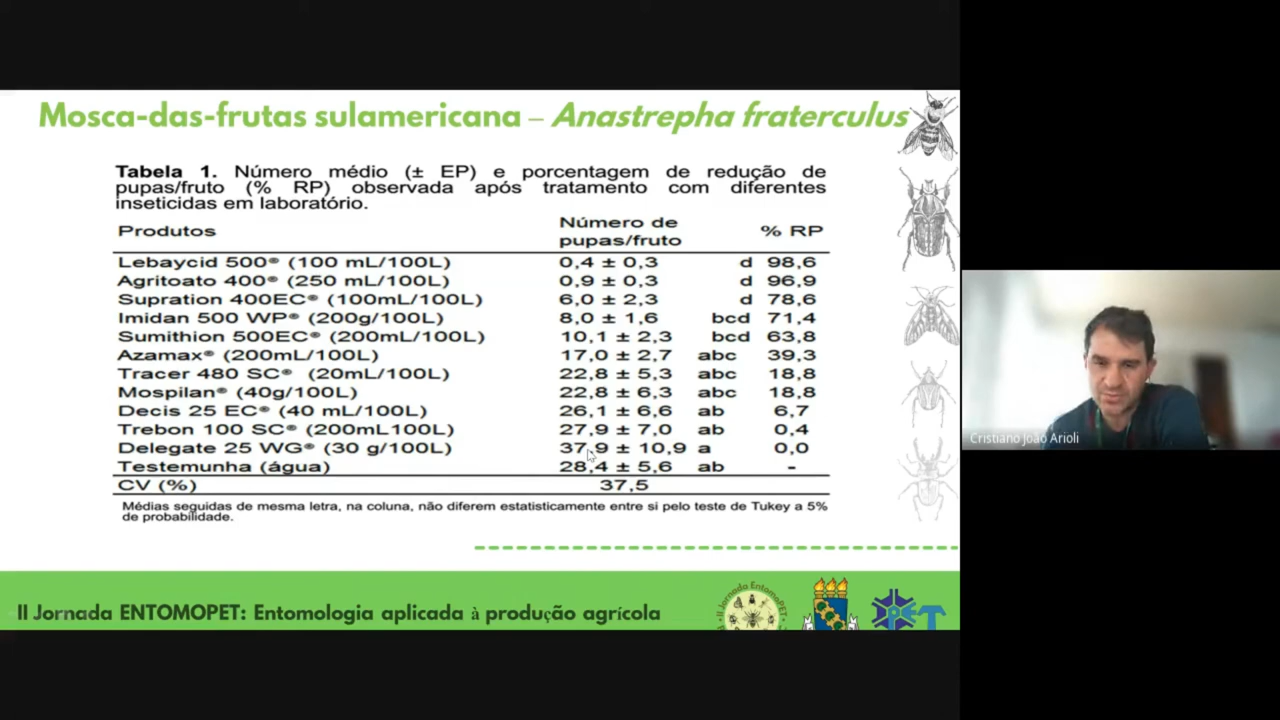 Mosca-das-frutas sulamericana – Anastrepha fraterculus
Tabela 1. Número médio (± EP) e porcentagem de redução de
pupas/fruto (% RP) observada após tratamento com diferentes
inseticidas em laboratório.
Produtos Número de pupas/fruto % RP
Lebaycid 500® (100 mL/100L) 0,4 ± 0,3 d 98,6
Agritoato 400® (250 mL/100L) 0,9 ± 0,3 d 96,9
Supration 400EC® (100mL/100L) 6,0 ± 2,3 d 78,6
Imidan 500 WP® (200g/100L) 8,0 ± 1,6 bcd 71,4
Sumithion 500EC® (200mL/100L) 10,1 ± 2,3 bcd 63,8
Azamax® (200mL/100L) 17,0 ± 2,7 abc 39,3
Tracer 480 SC® (20mL/100L) 22,8 ± 5,3 abc 18,8
Mospilan® (40g/100L) 22,8 ± 6,3 abc 18,8
Decis 25 EC® (40 mL/100L) 26,1 ± 6,6 ab 6,7
Trebon 100 SC® (200mL100L) 27,9 ± 7,0 ab 0,4
Delegate 25 WG® (30 g/100L) 37,9 ± 10,9 a 0,0
Testemunha (água) 28,4 ± 5,6 ab -
CV (%) 37,5
Médias seguidas de mesma letra, na coluna, não diferem estatisticamente entre si pelo teste de Tukey a 5%
de probabilidade.
II Jornada ENTOMOPET: Entomologia aplicada à produção agrícola
II Jornada EntomoPET
PET
Cristiano João Arioli